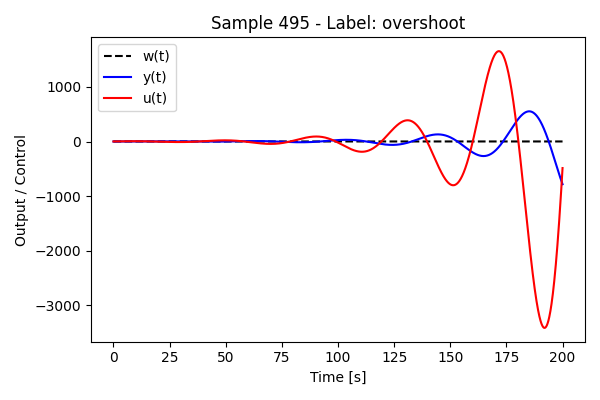 Sample 495 - Label: overshoot
w(t)
y(t)
u(t)
Output / Control
1000
0
−1000
−2000
−3000
0 25 50 75 100 125 150 175 200
Time [s]